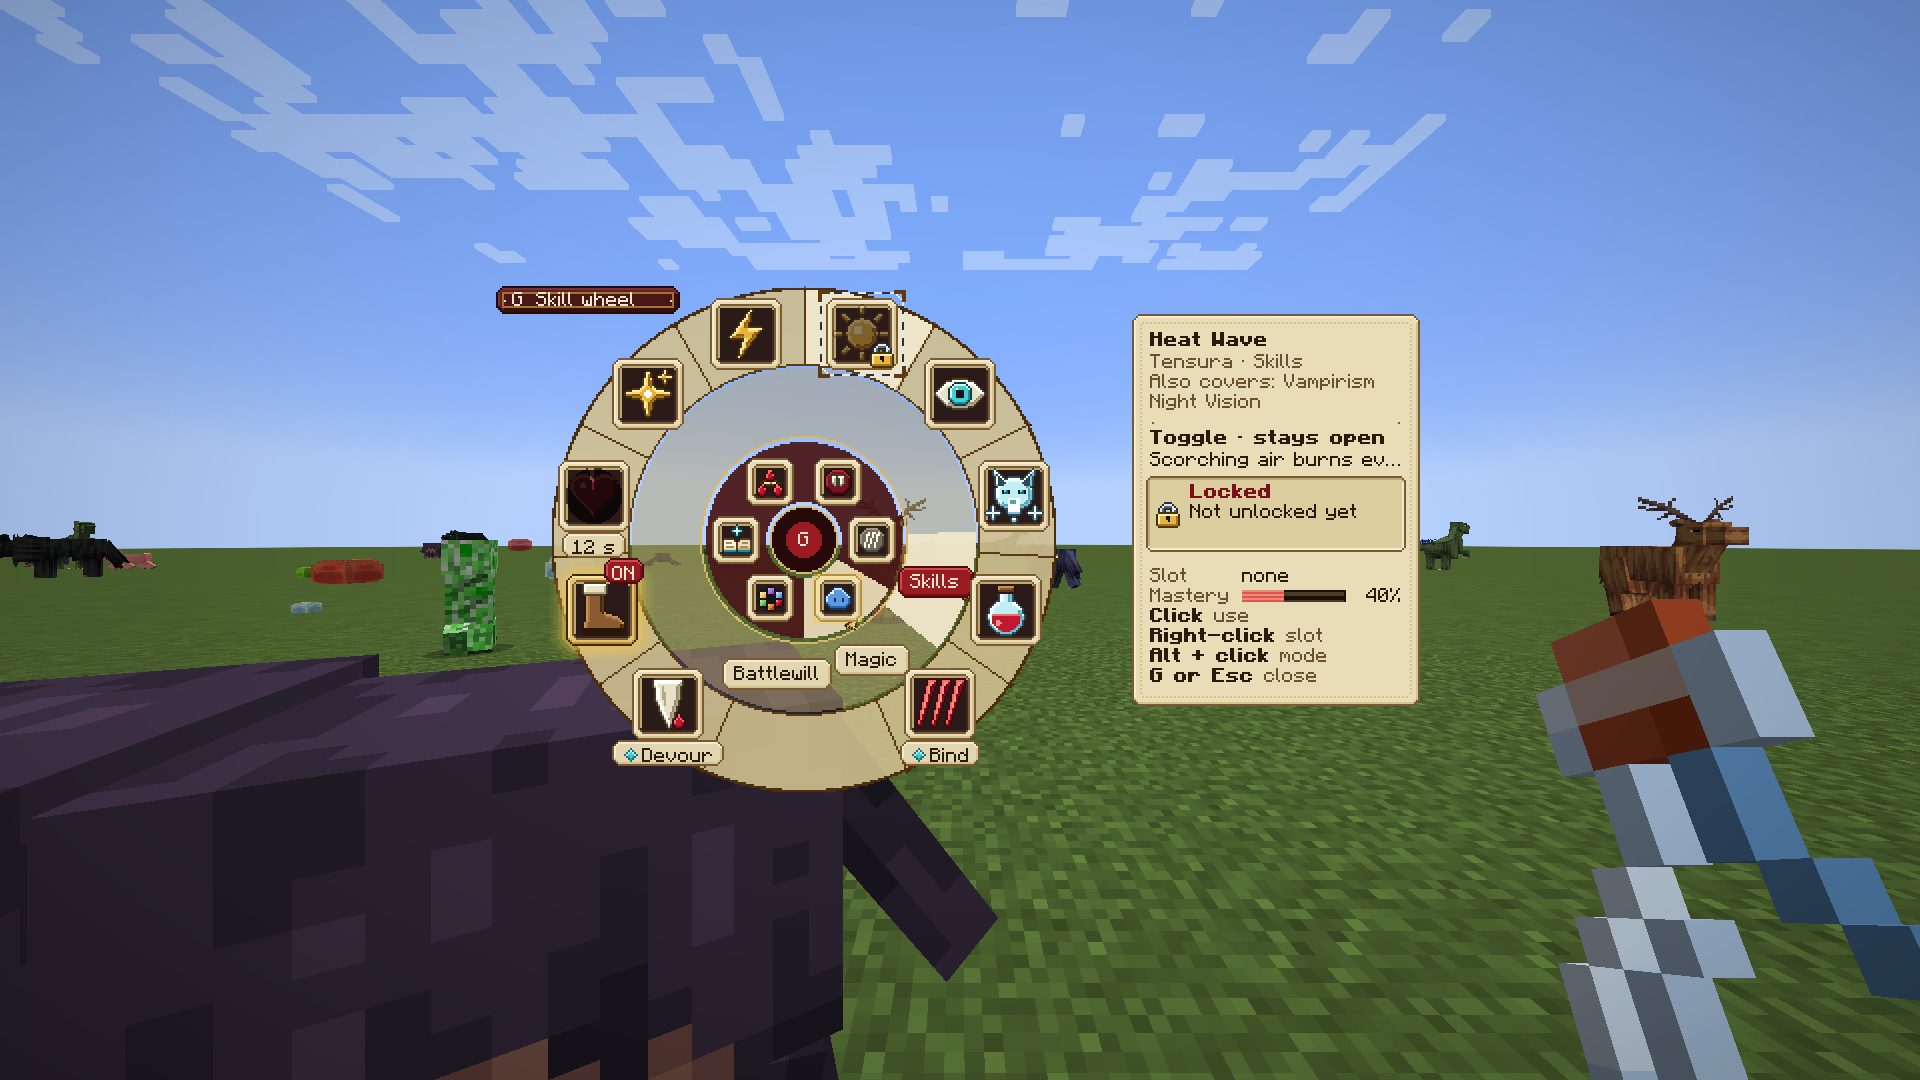 G Skill wheel
12 s
ON
G
Skills
Magic
Battlewill
Devour
Bind
Heat Wave
Tensura · Skills
Also covers: Vampirism
Night Vision
Toggle · stays open
Scorching air burns ev...
Locked
Not unlocked yet
Slot none
Mastery 40%
Click use
Right-click slot
Alt + click mode
G or Esc close